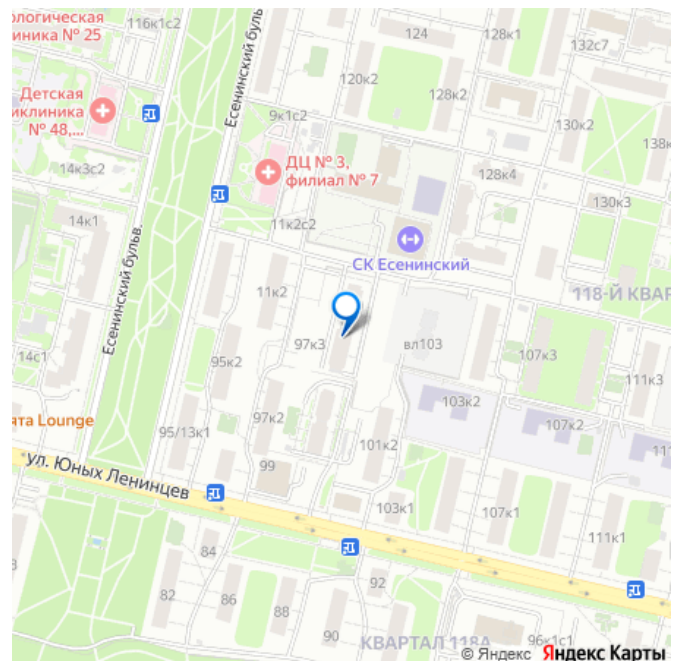 ологическая
иника № 25
116к1с2
124
128к1
132с7
120к2
128к2
Детская
иклиника
№ 48,...
9к1с2
130к2
138к
Есенинский бульв.
ДЦ № 3,
филиал № 7
14к3с2
128к4
130к3
14к1
11к2с2
СК Есенинский
Есенинский бульв.
11к2
118-Й КВАР
97к3
вл103
14с1
95к2
107к3
111к3
103к2
97к2
107к2
ята Lounge
95/13к1
101к2
111
99
ул. Юных Ленинцев
103к1
107к1
111к1
84
82
86
88
92
90
КВАРТАЛ 118А
96к1с1
© Яндекс Яндекс Карты